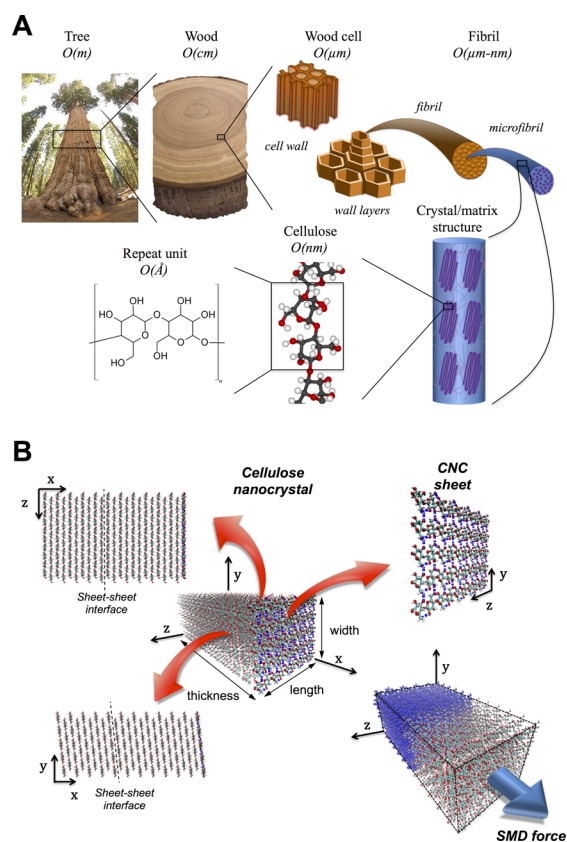 A
Tree
O(m)
Wood
O(cm)
Wood cell
O(μm)
Fibril
O(μm-nm)
cell wall
fibril
microfibril
wall layers
Crystal/matrix
structure
Cellulose
O(nm)
Repeat unit
O(Å)
OH
OH
OH
OH
O
O
O
O
HO
HO
n
B
x
z
Sheet-sheet
interface
Cellulose
nanocrystal
CNC
sheet
y
z
y
z
x
width
length
thickness
y
x
Sheet-sheet
interface
y
z
SMD force